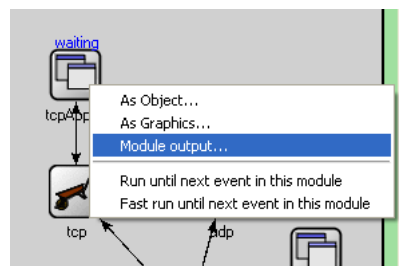 waiting
tcpApp
As Object...
As Graphics...
Module output...
Run until next event in this module
Fast run until next event in this module
tcp
udp